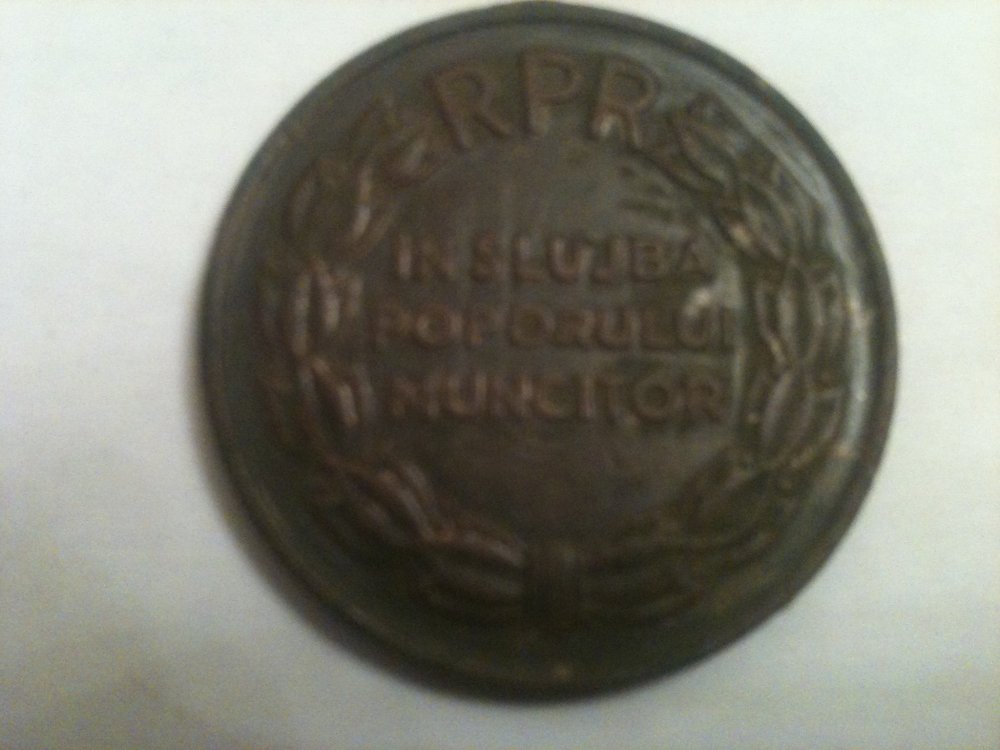 RPR
IN SLUJBA
POPORULUI
MUNCITOR